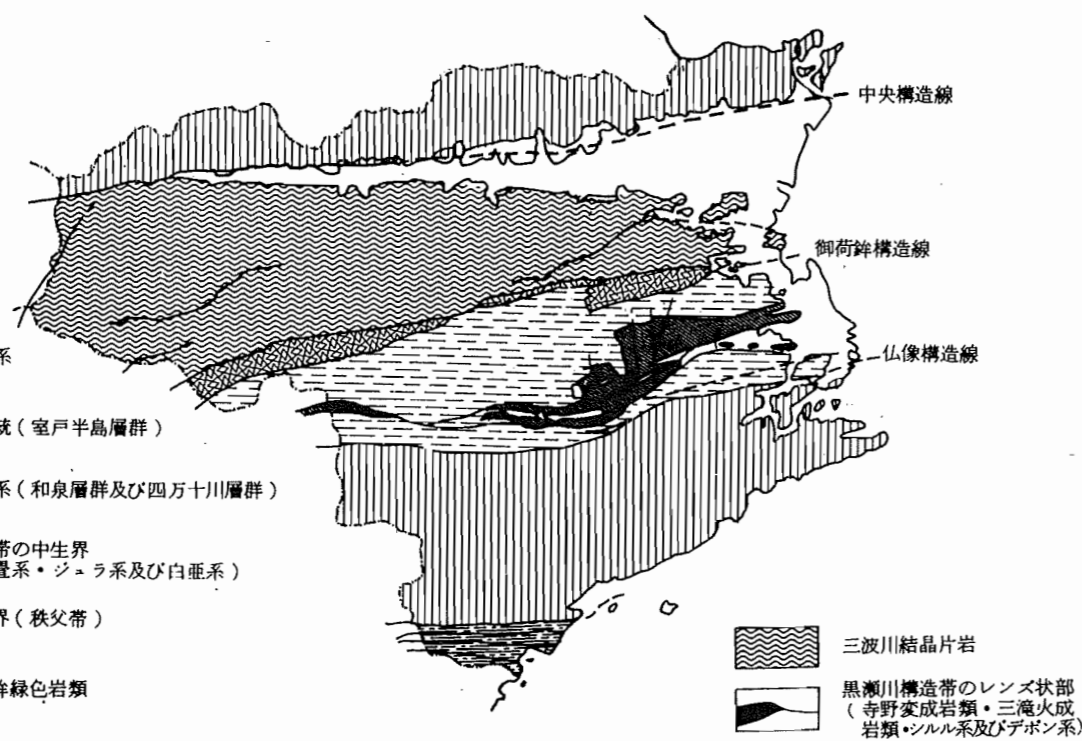 中央構造線
御荷鉾構造線
仏像構造線
系
統(室戸半島層群)
系(和泉層群及び四万十川層群)
帯の中生界
畳系・ジュラ系及び白亜系)
界(秩父帯)
鉾緑色岩類
三波川結晶片岩
黒瀬川構造帯のレンズ状部
(寺野変成岩類・三滝火成
岩類・シルル系及びデボン系)